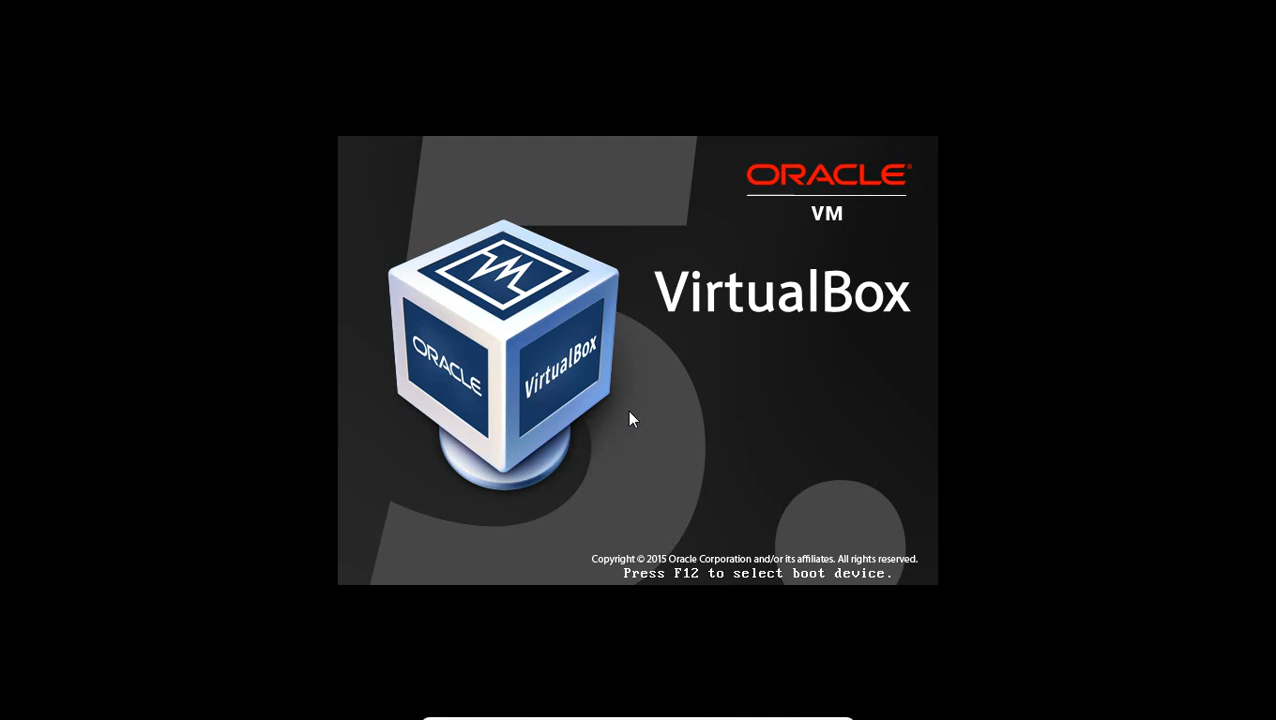 ORACLE®
VM
VirtualBox
ORACLE
VirtualBox
Copyright © 2015 Oracle Corporation and/or its affiliates. All rights reserved.
Press F12 to select boot device.